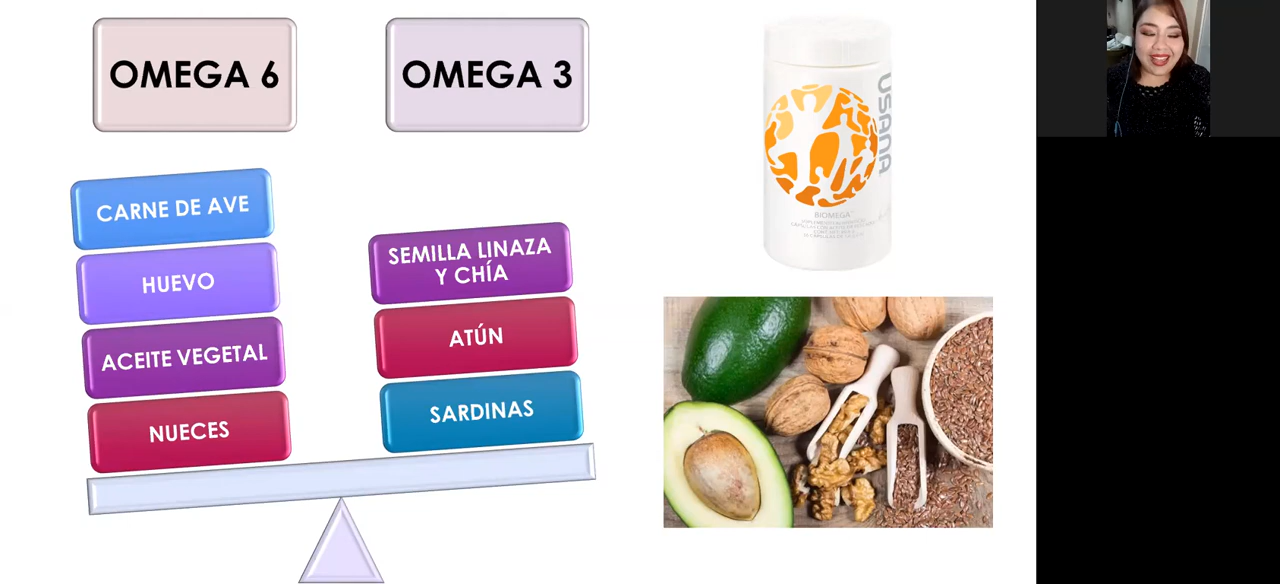 OMEGA 6
OMEGA 3
CARNE DE AVE
HUEVO
ACEITE VEGETAL
NUECES
SEMILLA LINAZA
Y CHÍA
ATÚN
SARDINAS
USANA
BIOMEGA